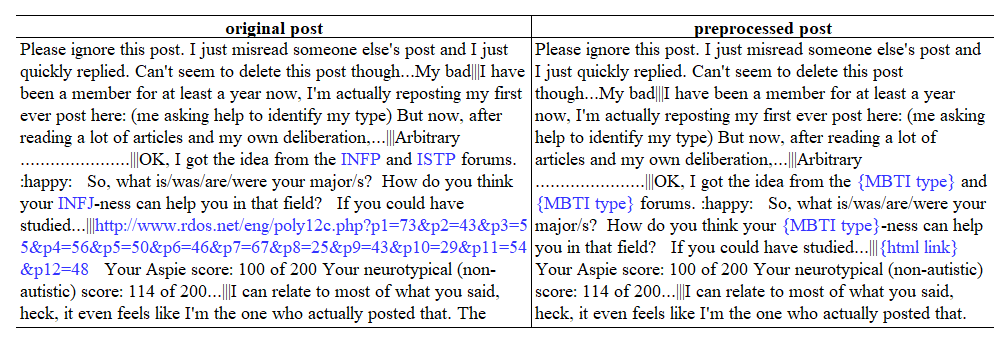 original post
preprocessed post
Please ignore this post. I just misread someone else's post and I just
quickly replied. Can't seem to delete this post though...My bad|||I have
been a member for at least a year now, I'm actually reposting my first
ever post here: (me asking help to identify my type) But now, after
reading a lot of articles and my own deliberation,...|||Arbitrary
......................|||OK, I got the idea from the INFP and ISTP forums.
:happy:   So, what is/was/are/were your major/s?  How do you think
your INFJ-ness can help you in that field?   If you could have
studied...|||http://www.rdos.net/eng/poly12c.php?p1=73&p2=43&p3=5
5&p4=56&p5=50&p6=46&p7=67&p8=25&p9=43&p10=29&p11=54
&p12=48    Your Aspie score: 100 of 200 Your neurotypical (non-
autistic) score: 114 of 200...|||I can relate to most of what you said,
heck, it even feels like I'm the one who actually posted that. The
Please ignore this post. I just misread someone else's post and
I just quickly replied. Can't seem to delete this post
though...My bad|||I have been a member for at least a year
now, I'm actually reposting my first ever post here: (me asking
help to identify my type) But now, after reading a lot of
articles and my own deliberation,...|||Arbitrary
......................|||OK, I got the idea from the {MBTI type} and
{MBTI type} forums. :happy:   So, what is/was/are/were your
major/s?  How do you think your {MBTI type}-ness can help
you in that field?   If you could have studied...|||{html link}
Your Aspie score: 100 of 200 Your neurotypical (non-autistic)
score: 114 of 200...|||I can relate to most of what you said,
heck, it even feels like I'm the one who actually posted that.